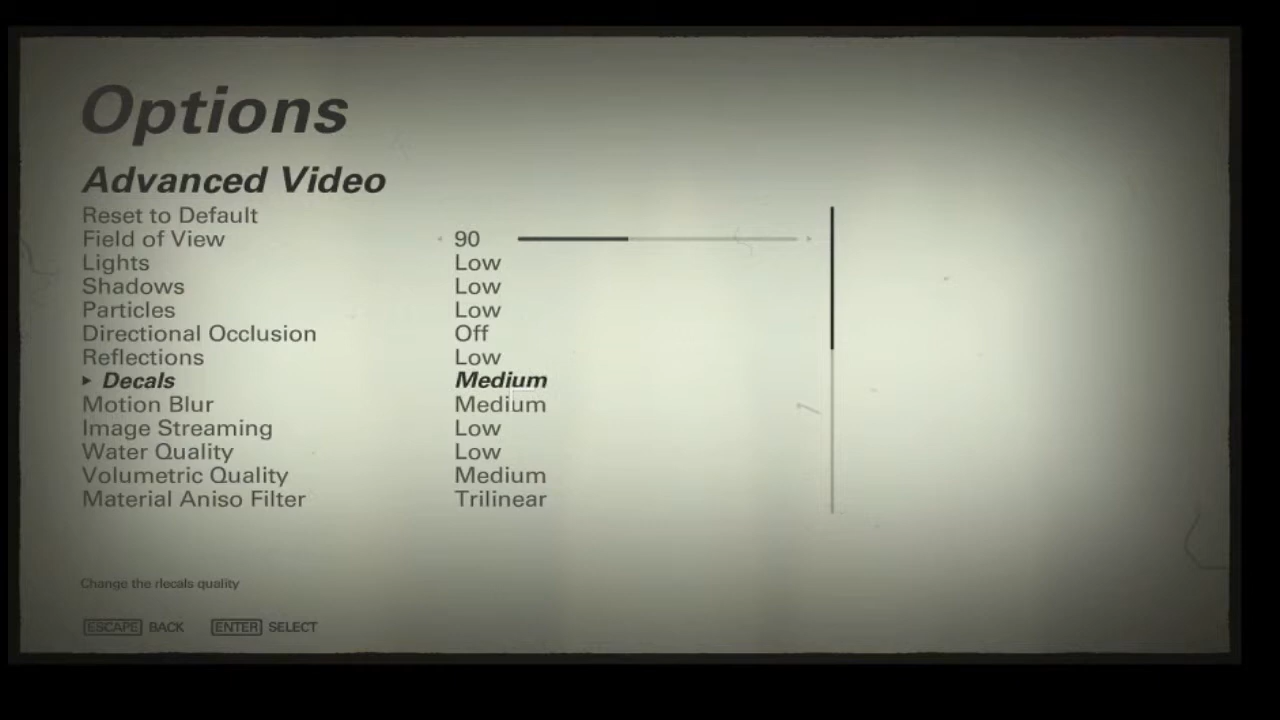 Options
Advanced Video
Reset to Default
Field of View 90
Lights Low
Shadows Low
Particles Low
Directional Occlusion Off
Reflections Low
Decals Medium
Motion Blur Medium
Image Streaming Low
Water Quality Low
Volumetric Quality Medium
Material Aniso Filter Trilinear
Change the decals quality
ESCAPE BACK ENTER SELECT